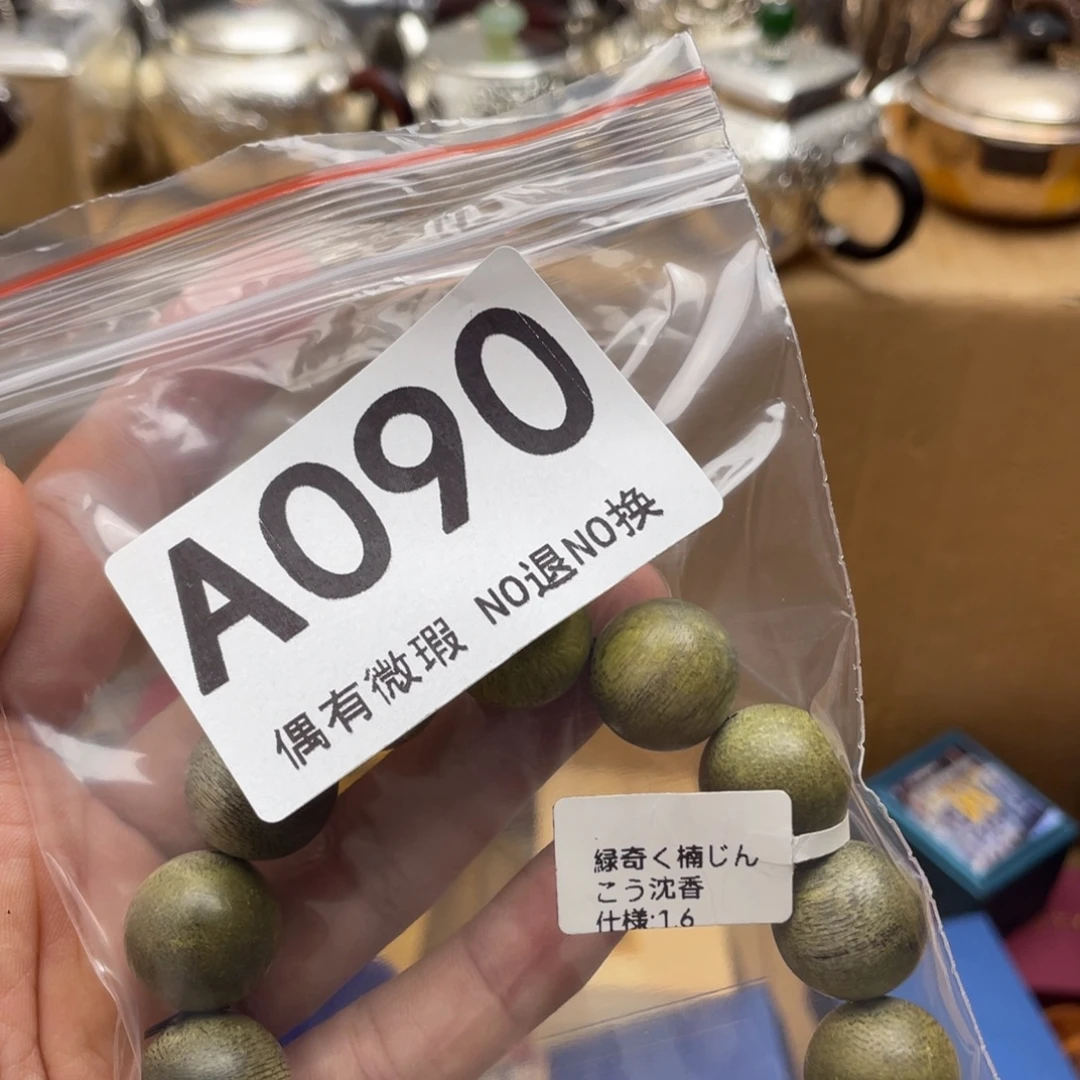 A090
偶有微瑕 NO退NO换
緑奇く楠じん
こう沈香
仕様:1.6